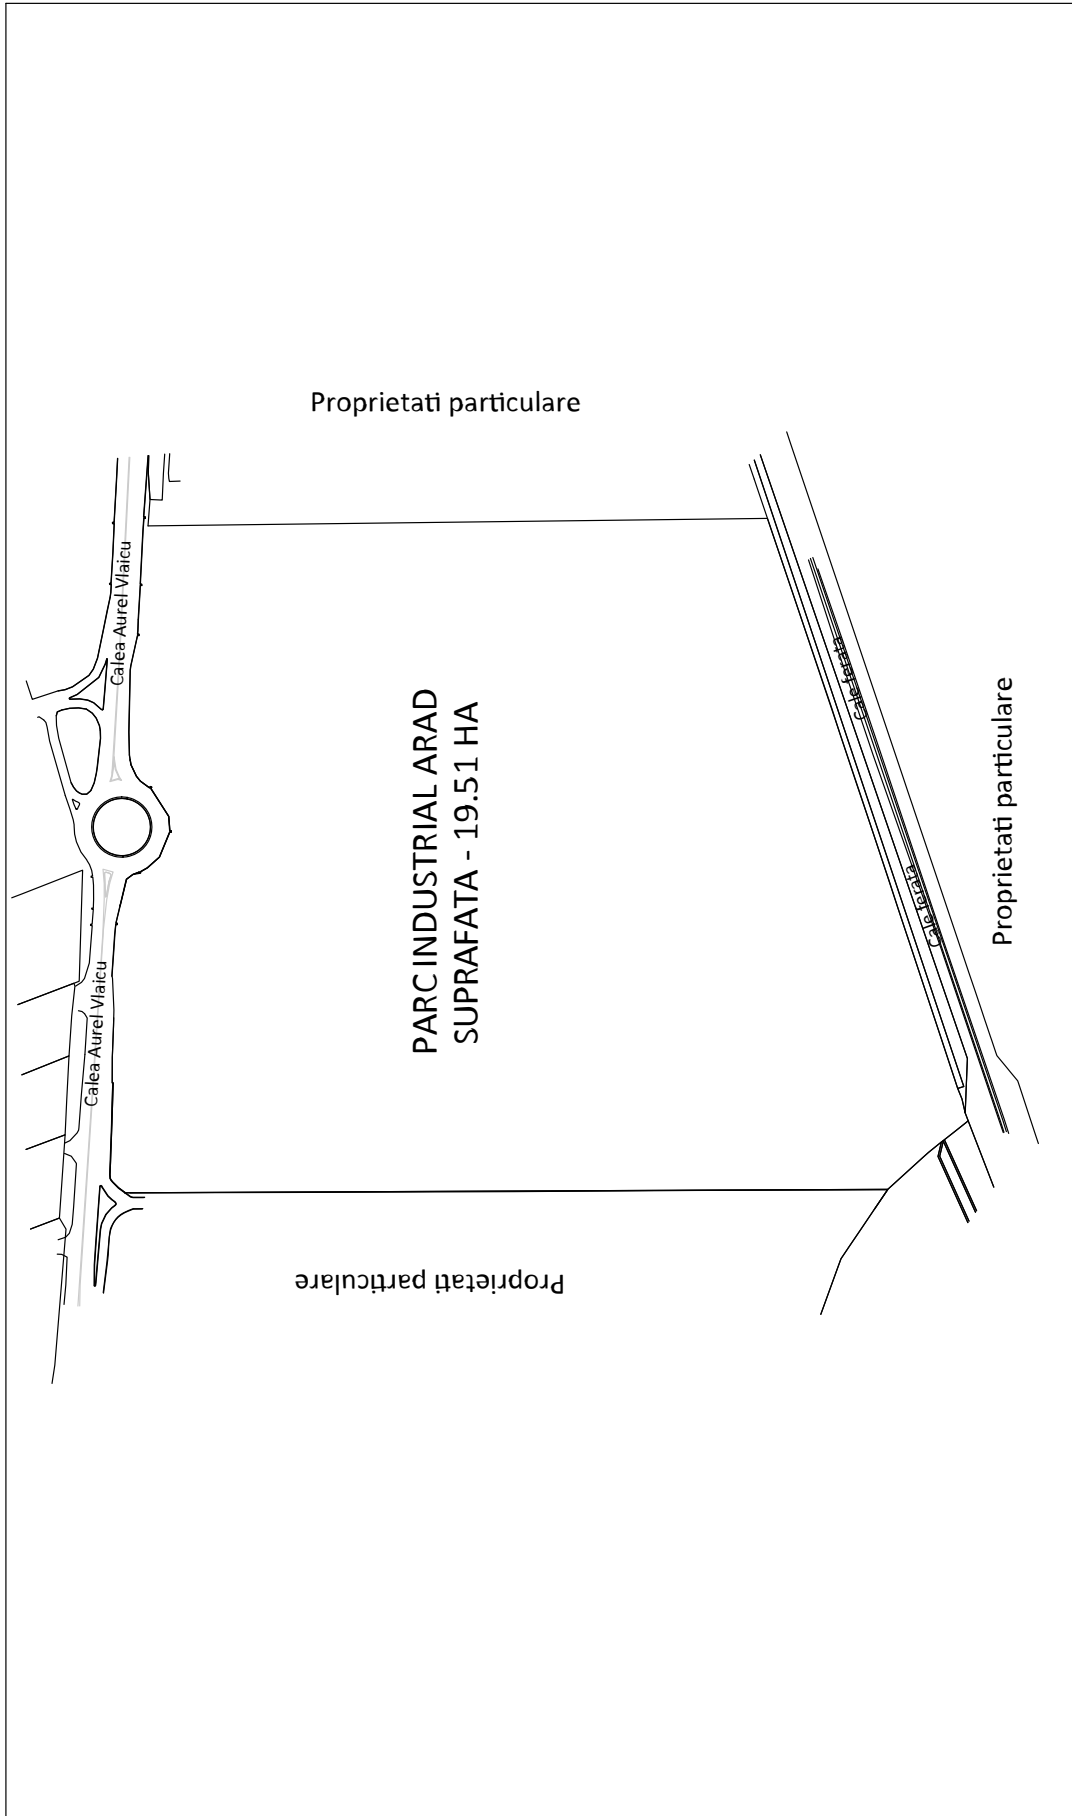 Proprietati particulare
Calea Aurel Vlaicu
Cale ferata
PARC INDUSTRIAL ARAD
SUPRAFATA - 19.51 HA
Proprietati particulare
Cale ferata
Calea Aurel Vlaicu
Proprietati particulare